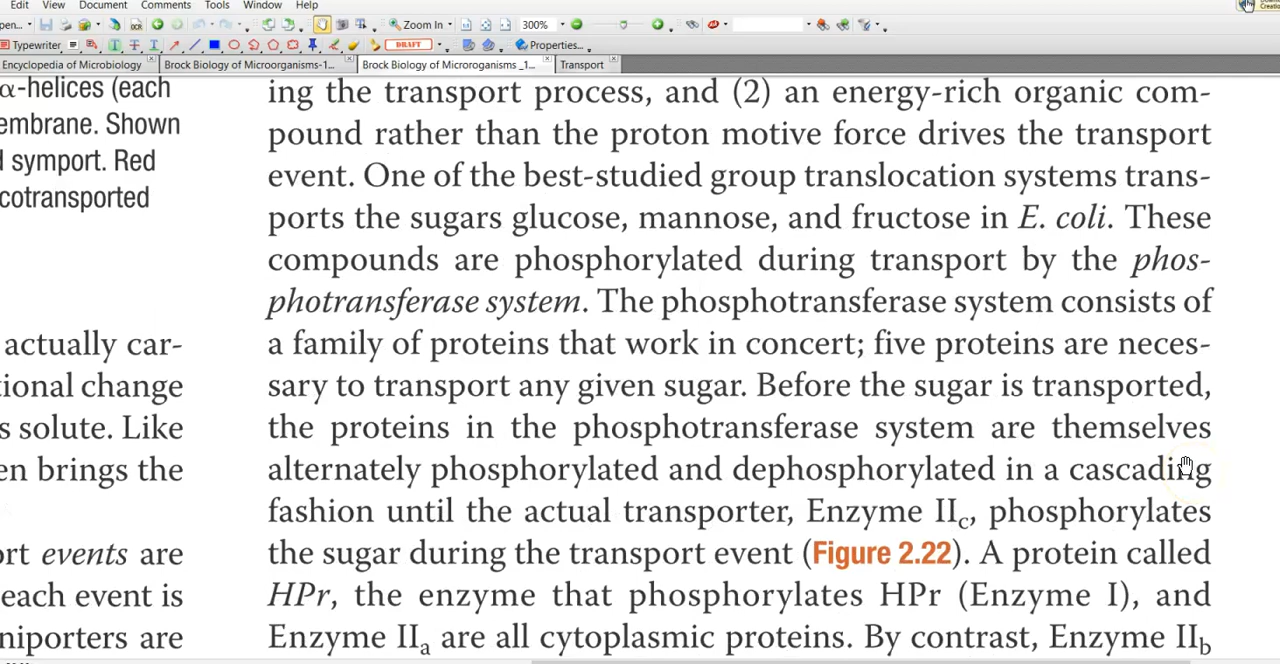 Edit View Document Comments Tools Window Help
pen...
OCR
Zoom In
300%
Typewriter
DRAFT
Properties...
Encyclopedia of Microbiology
Brock Biology of Microorganisms-1...
Brock Biology of Microroganisms _1...
Transport
α-helices (each
embrane. Shown
d symport. Red
cotransported
actually car-
tional change
s solute. Like
en brings the
ort events are
each event is
niporters are
ing the transport process, and (2) an energy-rich organic com-
pound rather than the proton motive force drives the transport
event. One of the best-studied group translocation systems trans-
ports the sugars glucose, mannose, and fructose in E. coli. These
compounds are phosphorylated during transport by the phos-
photransferase system. The phosphotransferase system consists of
a family of proteins that work in concert; five proteins are neces-
sary to transport any given sugar. Before the sugar is transported,
the proteins in the phosphotransferase system are themselves
alternately phosphorylated and dephosphorylated in a cascading
fashion until the actual transporter, Enzyme IIc, phosphorylates
the sugar during the transport event (Figure 2.22). A protein called
HPr, the enzyme that phosphorylates HPr (Enzyme I), and
Enzyme IIa are all cytoplasmic proteins. By contrast, Enzyme IIb